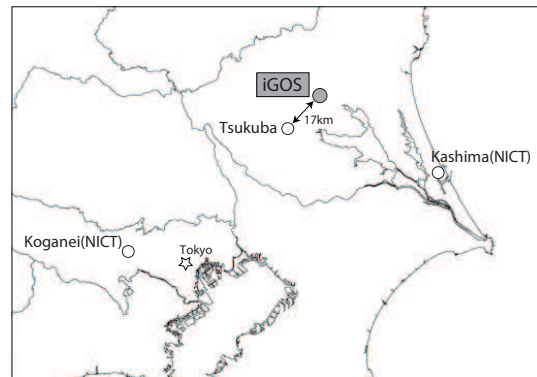 iGOS
17km
Tsukuba
Kashima(NICT)
Koganei(NICT)
Tokyo